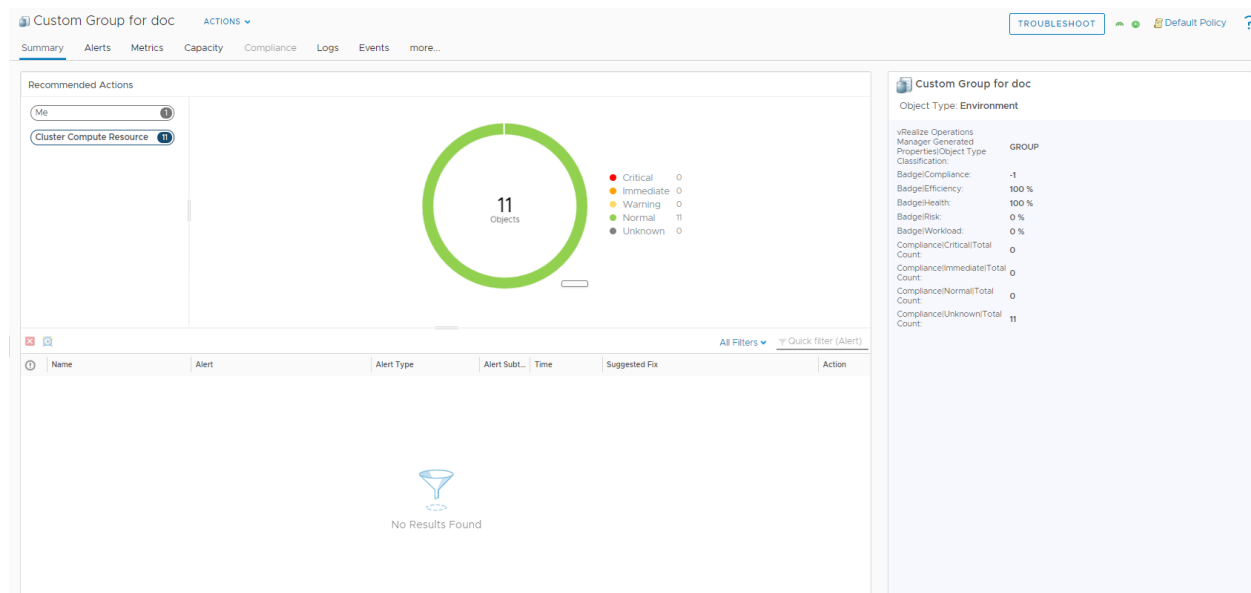 Custom Group for doc
ACTIONS
TROUBLESHOOT
Default Policy
Summary Alerts Metrics Capacity Compliance Logs Events more...
Recommended Actions
Me 1
Cluster Compute Resource 11
11
Objects
Critical 0
Immediate 0
Warning 0
Normal 11
Unknown 0
All Filters
Quick filter (Alert)
Name Alert Alert Type Alert Subt... Time Suggested Fix Action
No Results Found
Custom Group for doc
Object Type: Environment
vRealize Operations
Manager Generated
Properties|Object Type
Classification:
GROUP
Badge|Compliance: -1
Badge|Efficiency: 100 %
Badge|Health: 100 %
Badge|Risk: 0 %
Badge|Workload: 0 %
Compliance|Critical|Total
Count:
0
Compliance|Immediate|Total
Count:
0
Compliance|Normal|Total
Count:
0
Compliance|Unknown|Total
Count:
11